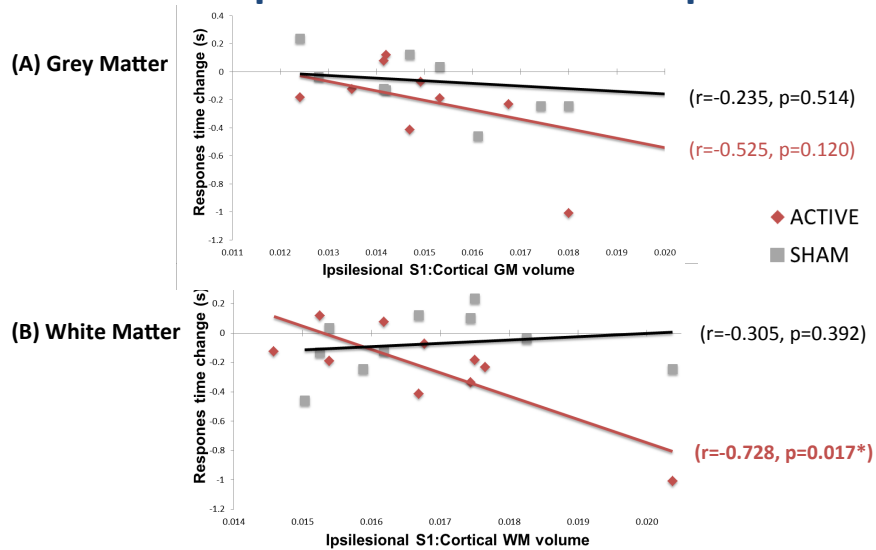 (A) Grey Matter
Respones time change (s)
0.4
0.2
0
-0.2
-0.4
-0.6
-0.8
-1
-1.2
0.011 0.012 0.013 0.014 0.015 0.016 0.017 0.018 0.019 0.020
Ipsilesional S1:Cortical GM volume
(r=-0.235, p=0.514)
(r=-0.525, p=0.120)
ACTIVE
SHAM
(B) White Matter
Respones time change (s)
0.2
0
-0.2
-0.4
-0.6
-0.8
-1
-1.2
0.014 0.015 0.016 0.017 0.018 0.019 0.020
Ipsilesional S1:Cortical WM volume
(r=-0.305, p=0.392)
(r=-0.728, p=0.017*)